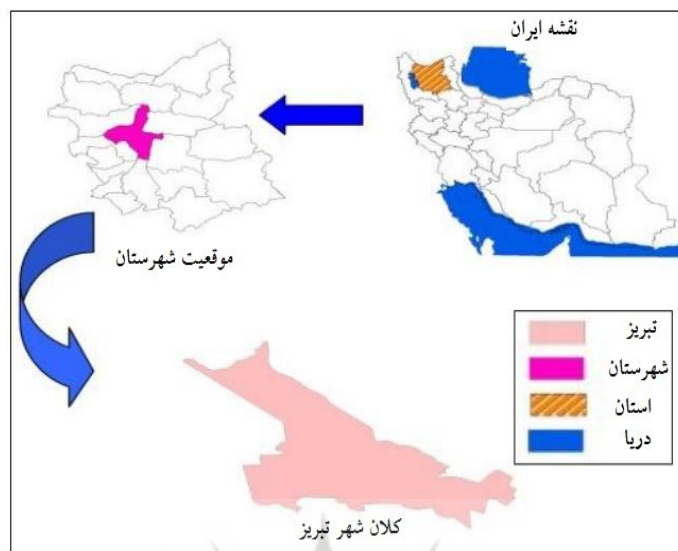 نقشه ایران
موقعیت شهرستان
تبریز
شهرستان
استان
دریا
کلان شهر تبریز